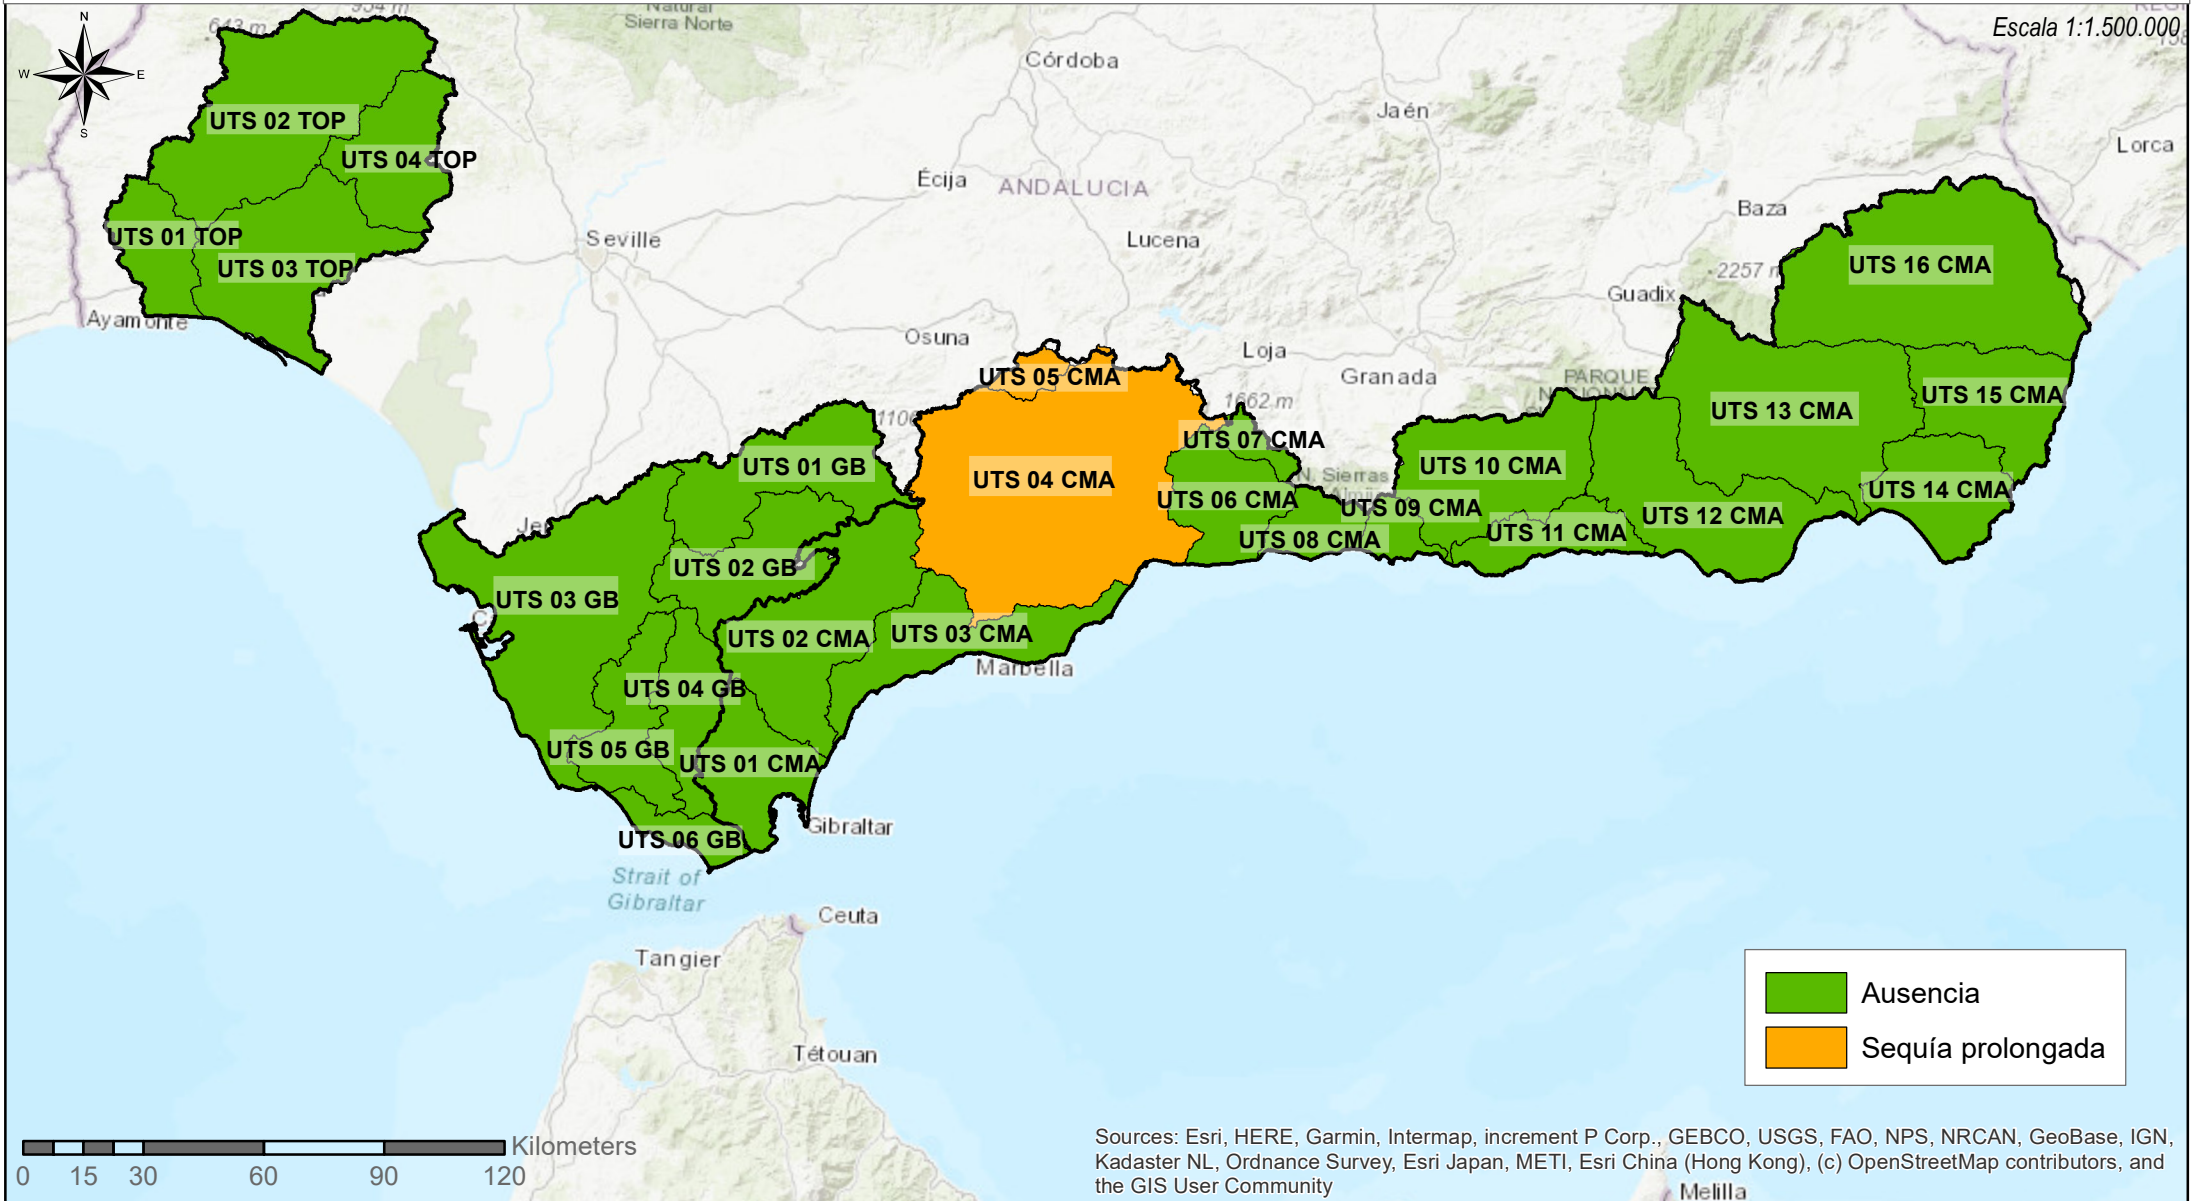 954 m
Natural
Sierra Norte
Escala 1:1.500.000
N
643 m
W
E
S
Córdoba
Jaén
UTS 02 TOP
UTS 04 TOP
Lorca
Écija
ANDALUCIA
Baza
UTS 01 TOP
UTS 03 TOP
Seville
Lucena
UTS 16 CMA
2257 m
Guadix
Ayamonte
Osuna
Loja
Granada
UTS 05 CMA
PARQUE
1662 m
UTS 13 CMA
UTS 15 CMA
UTS 07 CMA
UTS 01 GB
UTS 04 CMA
UTS 10 CMA
N. Sierras
UTS 14 CMA
UTS 06 CMA
UTS 09 CMA
UTS 12 CMA
UTS 11 CMA
UTS 08 CMA
UTS 02 GB
UTS 03 GB
UTS 02 CMA
UTS 03 CMA
Marbella
UTS 04 GB
UTS 05 GB
UTS 01 CMA
Gibraltar
UTS 06 GB
Strait of
Gibraltar
Ceuta
Tangier
Tétouan
Ausencia
Sequía prolongada
Kilometers
0 15 30 60 90 120
Sources: Esri, HERE, Garmin, Intermap, increment P Corp., GEBCO, USGS, FAO, NPS, NRCAN, GeoBase, IGN,
Kadaster NL, Ordnance Survey, Esri Japan, METI, Esri China (Hong Kong), (c) OpenStreetMap contributors, and
the GIS User Community
Melilla